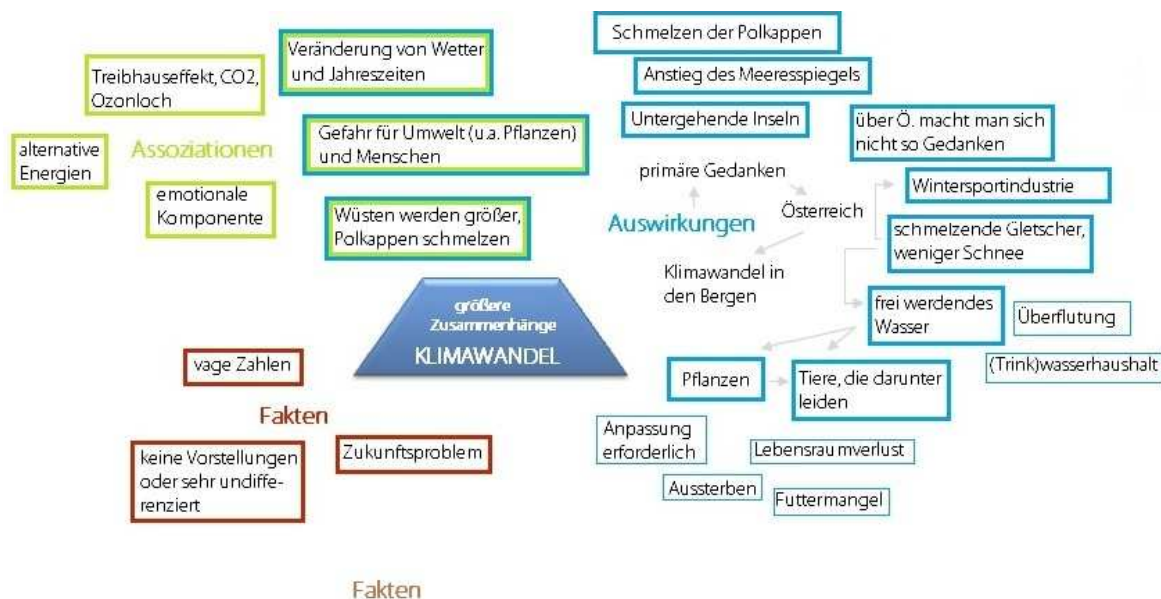 Treibhauseffekt, CO2,
Ozonloch
Veränderung von Wetter
und Jahreszeiten
alternative
Energien
Assoziationen
Gefahr für Umwelt (u.a. Pflanzen)
und Menschen
emotionale
Komponente
Wüsten werden größer,
Polkappen schmelzen
Schmelzen der Polkappen
Anstieg des Meeresspiegels
Untergehende Inseln
über Ö. macht man sich
nicht so Gedanken
primäre Gedanken
Wintersportindustrie
Auswirkungen
Österreich
schmelzende Gletscher,
weniger Schnee
Klimawandel in
den Bergen
frei werdendes
Wasser
Überflutung
(Trink)wasserhaushalt
größere
Zusammenhänge
KLIMAWANDEL
Pflanzen
Tiere, die darunter
leiden
Anpassung
erforderlich
Lebensraumverlust
Aussterben
Futtermangel
vage Zahlen
Fakten
keine Vorstellungen
oder sehr undiffe-
renziert
Zukunftsproblem
Fakten